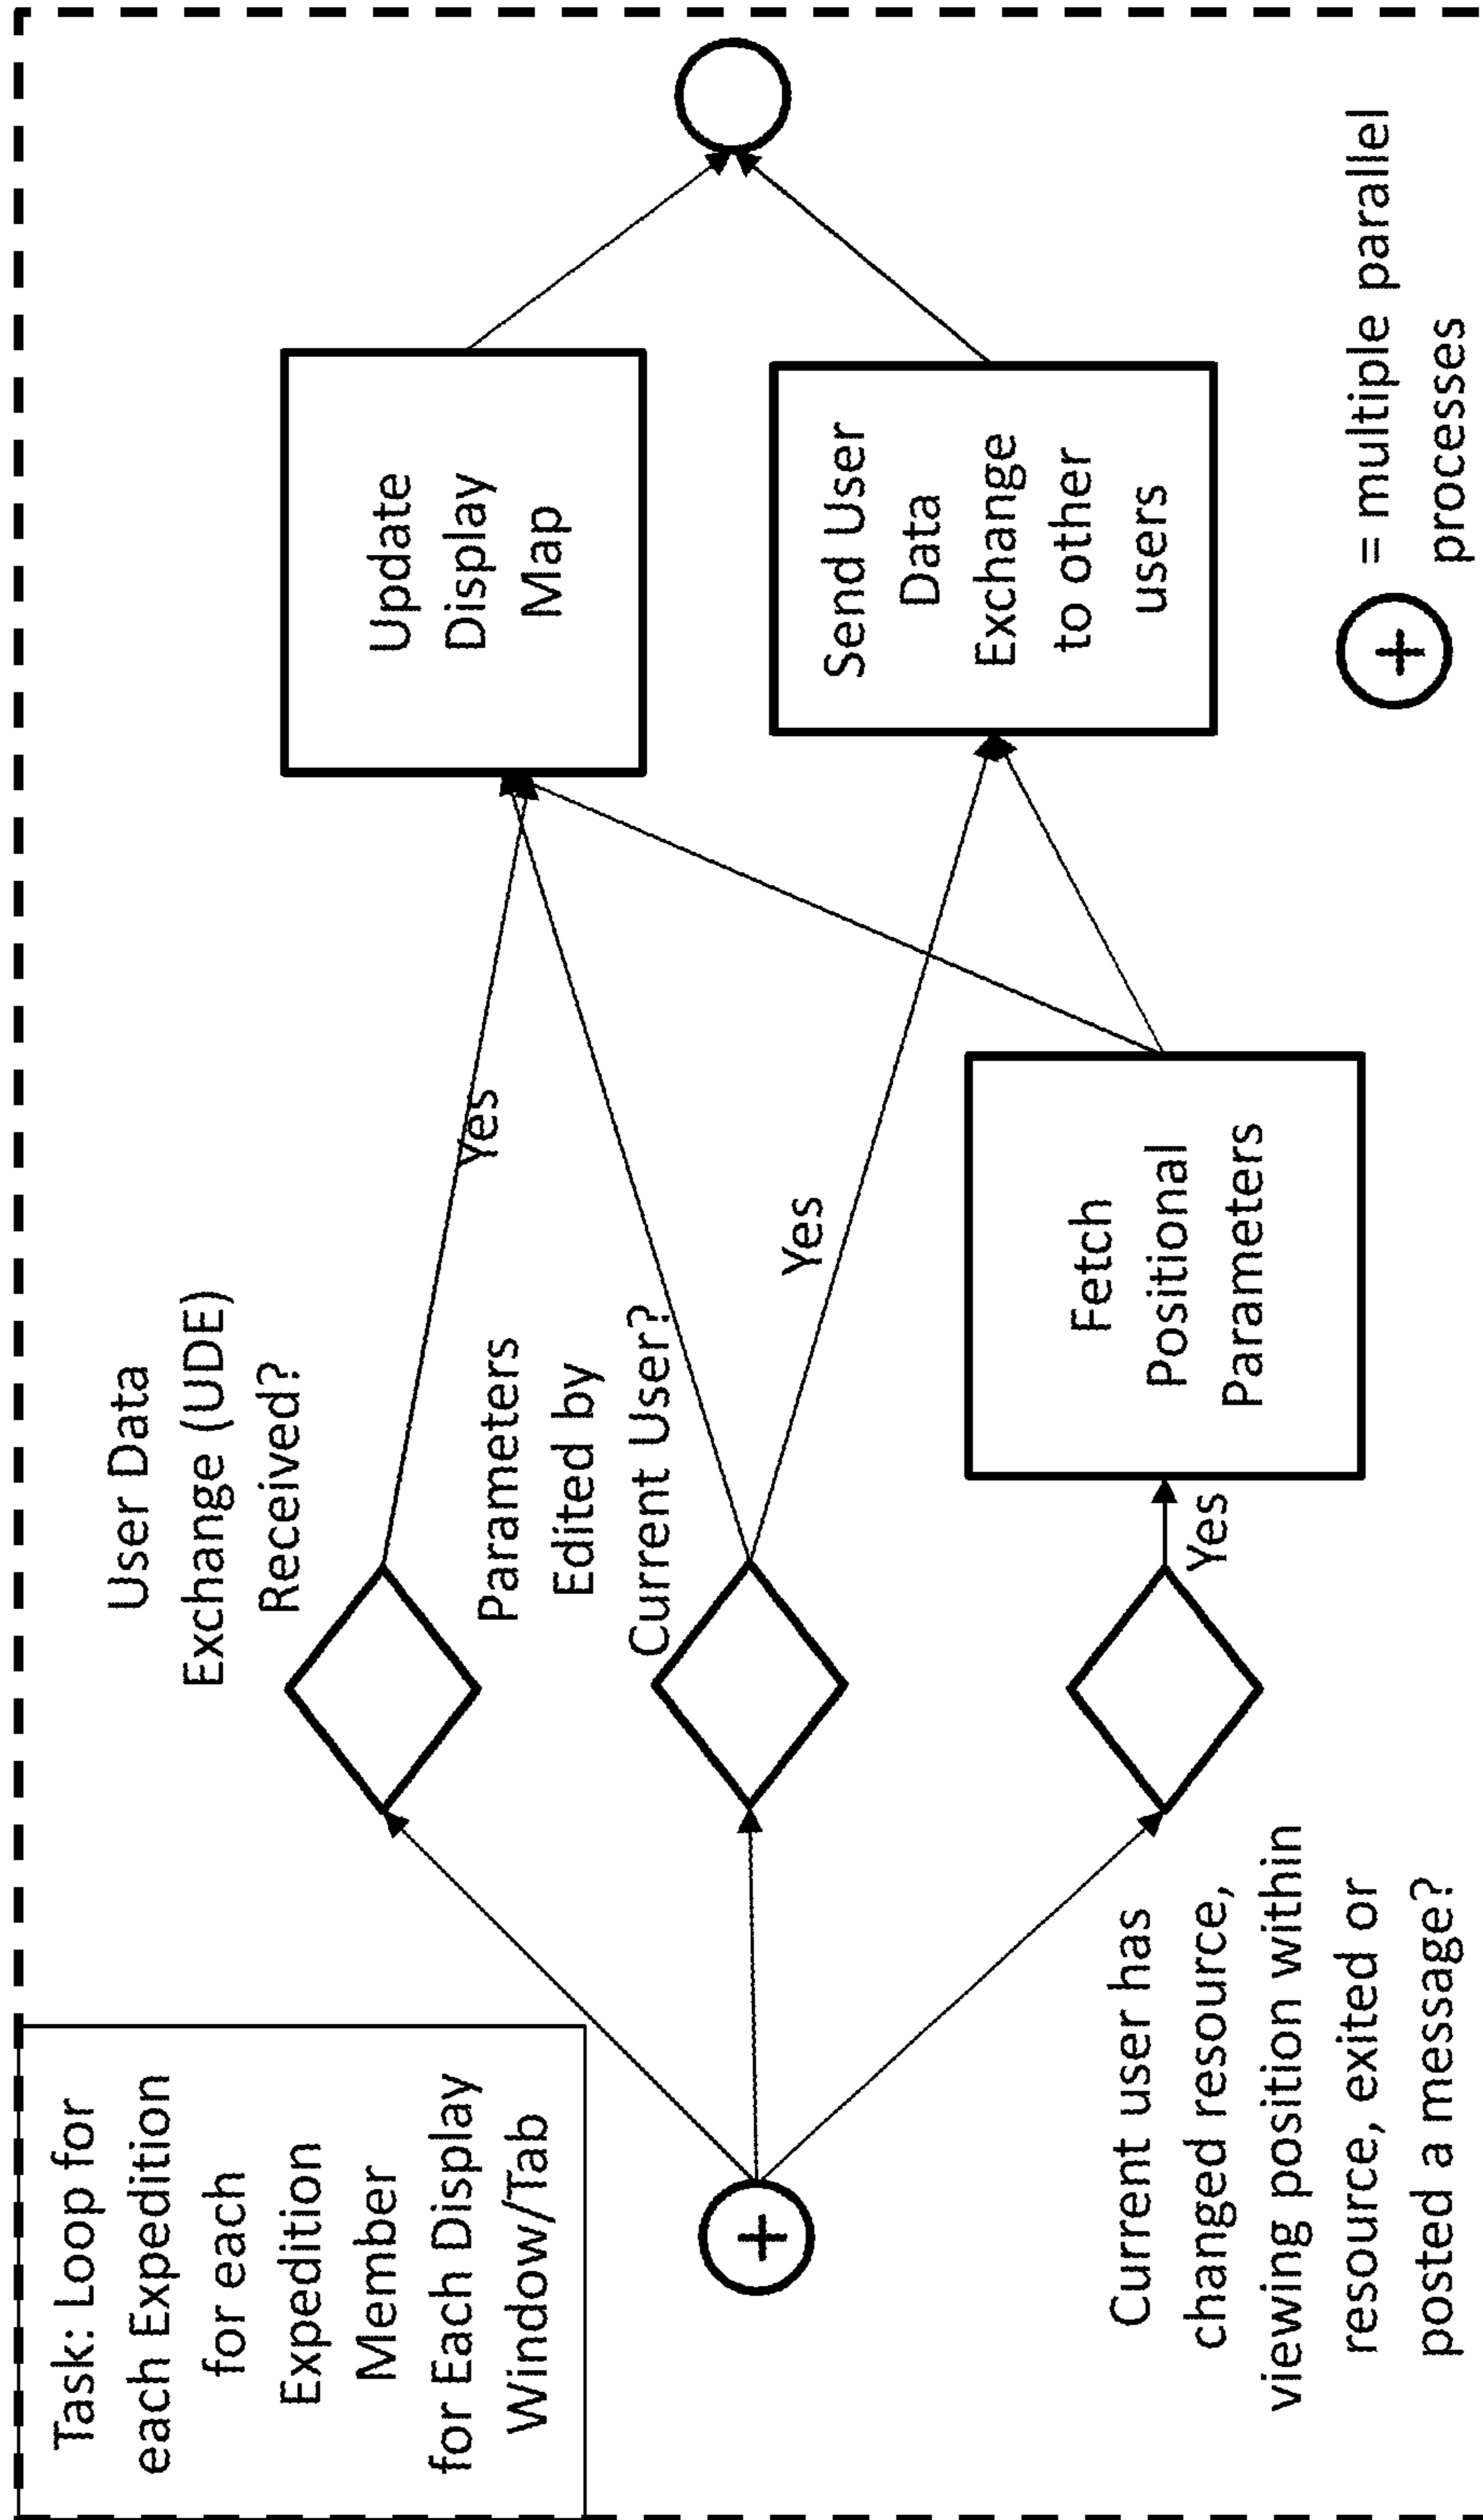 Task: Loop for
each Expedition
for each
Expedition
Member
for Each Display
Window/Tab
User Data
Exchange (UDE)
Received?
Yes
Parameters
Edited by
Current User?
Yes
Current user has
changed resource,
viewing position within
resource, exited or
posted a message?
Yes
Fetch
Positional
Parameters
Update
Display
Map
Send User
Data
Exchange
to other
users
+
+ = multiple parallel
processes